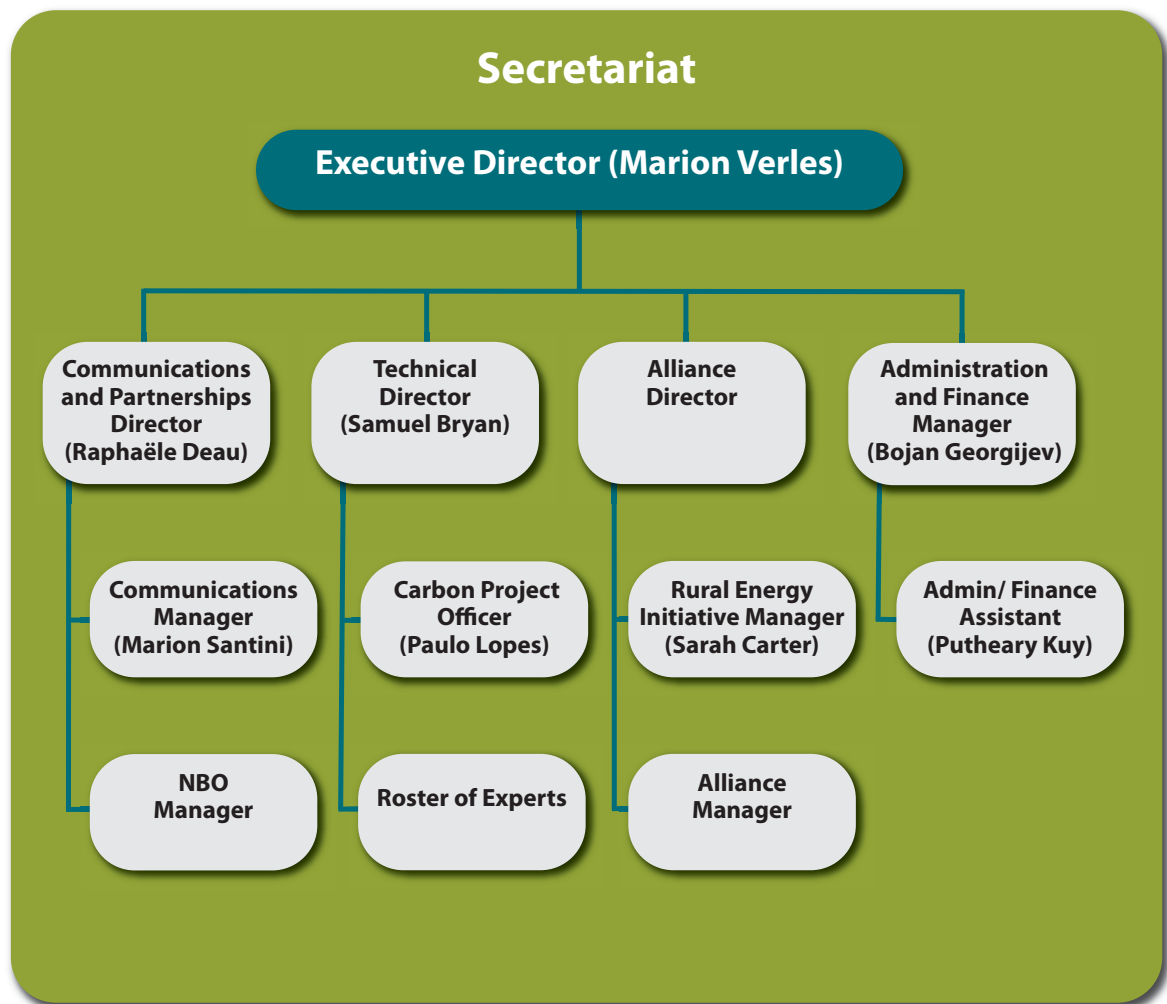 Secretariat
Executive Director (Marion Verles)
Communications
and Partnerships
Director
(Raphaële Deau)
Technical
Director
(Samuel Bryan)
Alliance
Director
Administration
and Finance
Manager
(Bojan Georgijev)
Communications
Manager
(Marion Santini)
Carbon Project
Officer
(Paulo Lopes)
Rural Energy
Initiative Manager
(Sarah Carter)
Admin/ Finance
Assistant
(Putheary Kuy)
NBO
Manager
Roster of Experts
Alliance
Manager